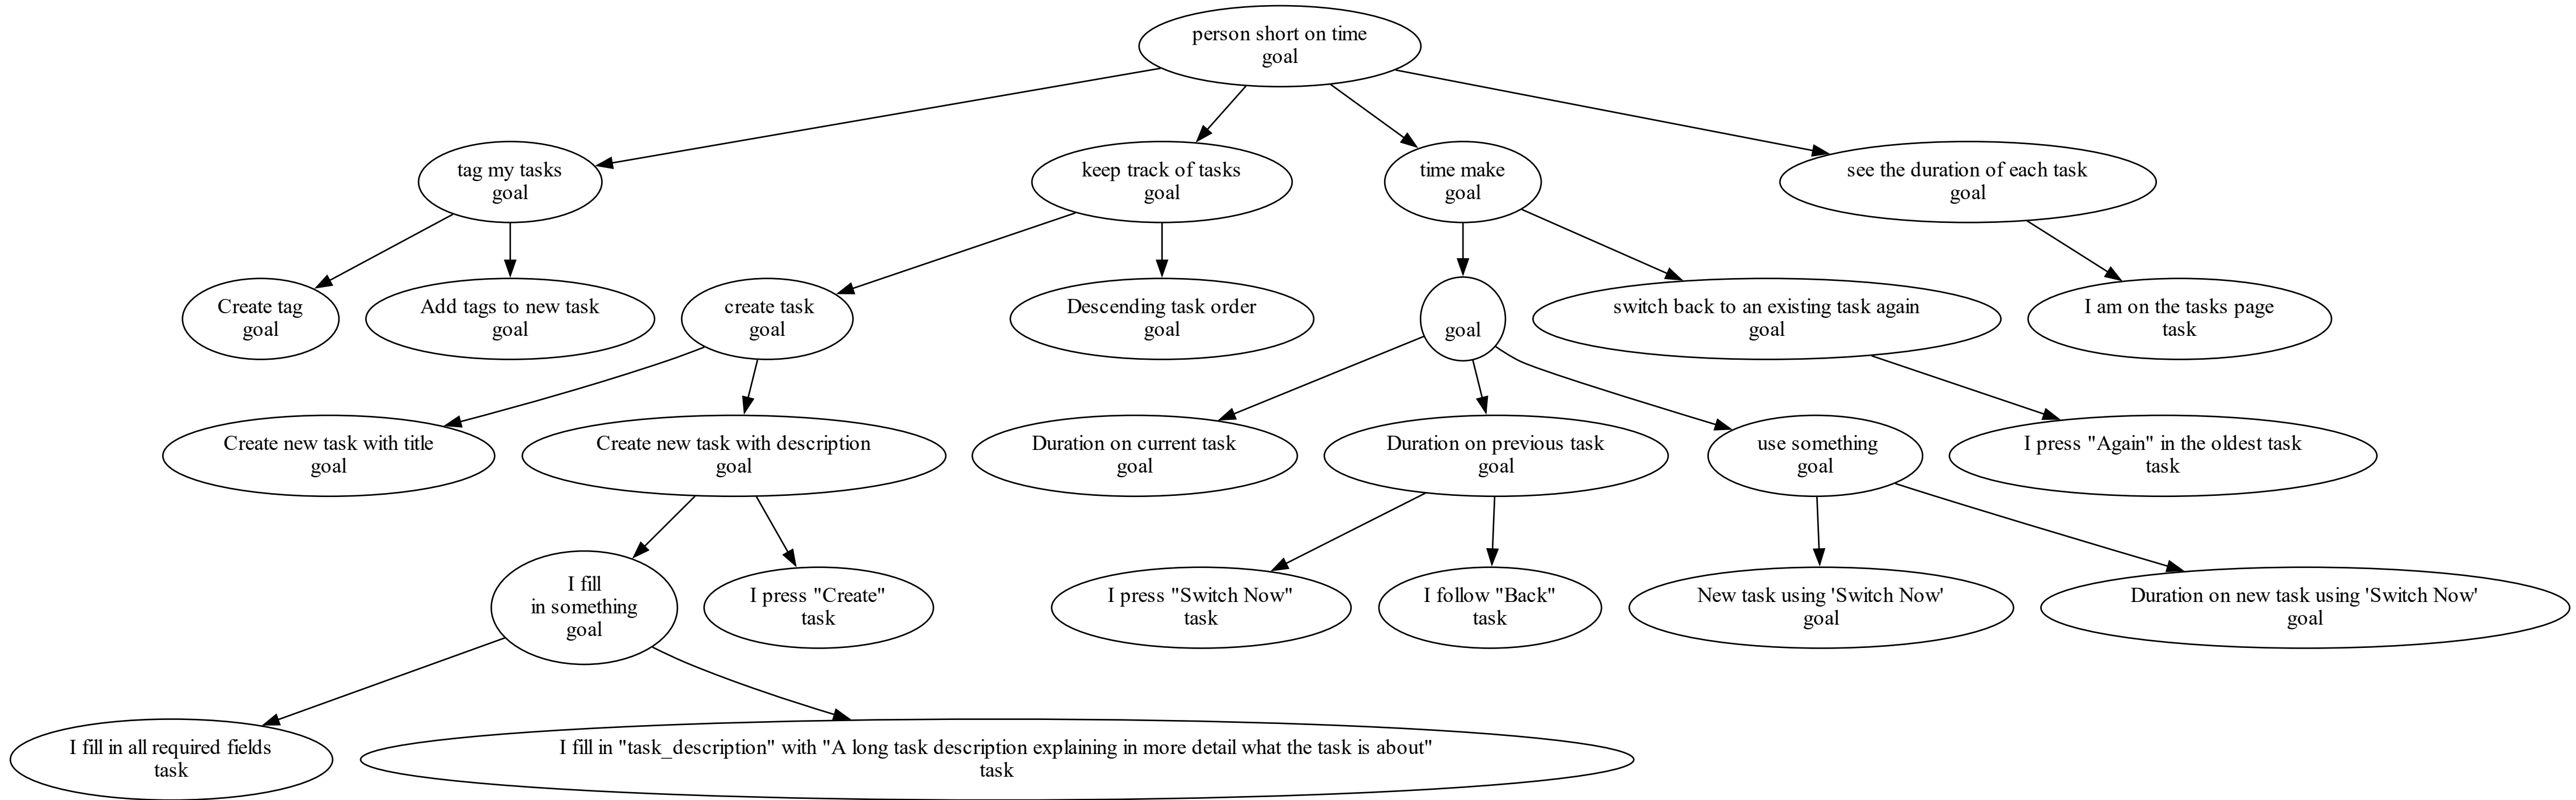 person short on time
goal
tag my tasks
goal
keep track of tasks
goal
time make
goal
see the duration of each task
goal
Create tag
goal
Add tags to new task
goal
create task
goal
Descending task order
goal
goal
switch back to an existing task again
goal
I am on the tasks page
task
Create new task with title
goal
Create new task with description
goal
Duration on current task
goal
Duration on previous task
goal
use something
goal
I press "Again" in the oldest task
task
I fill
in something
goal
I press "Create"
task
I press "Switch Now"
task
I follow "Back"
task
New task using 'Switch Now'
goal
Duration on new task using 'Switch Now'
goal
I fill in all required fields
task
I fill in "task_description" with "A long task description explaining in more detail what the task is about"
task